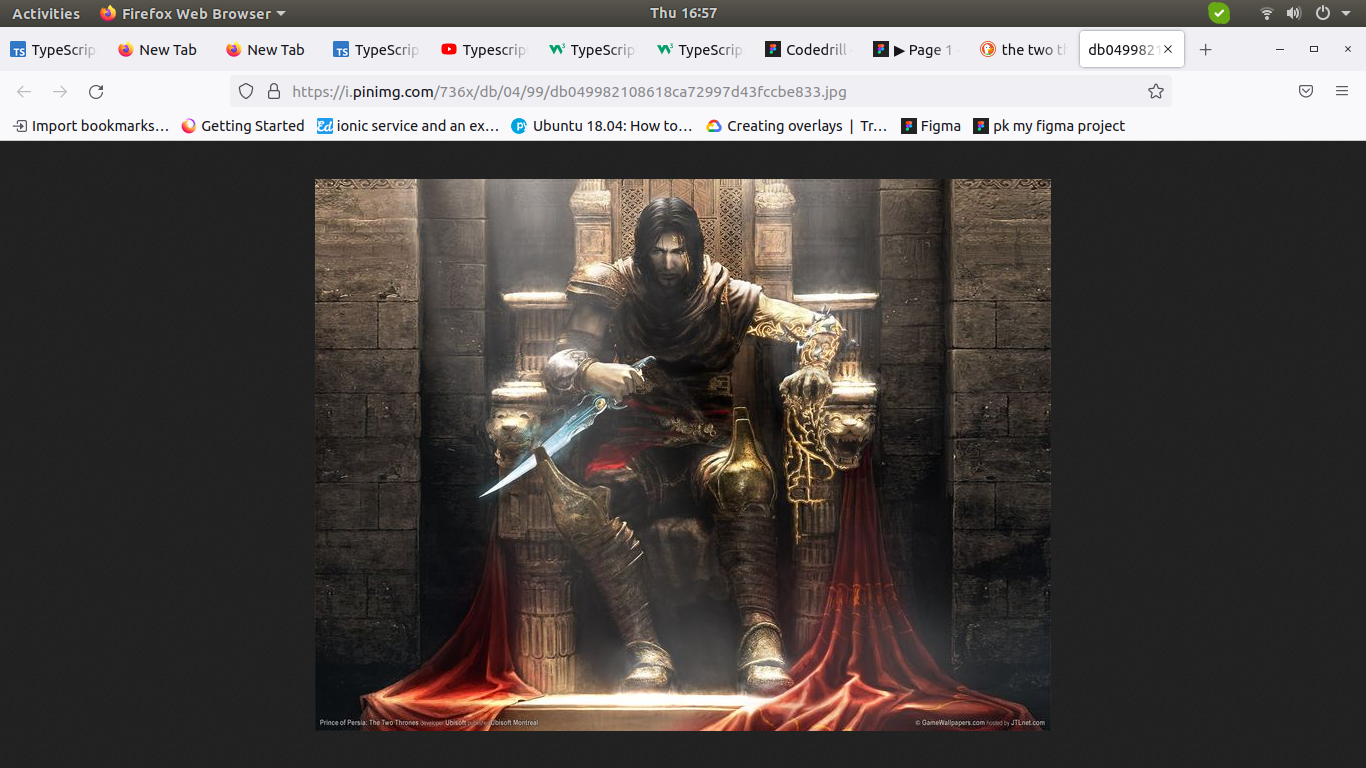 Activities Firefox Web Browser Thu 16:57
TypeScrip New Tab New Tab TypeScrip Typescrip TypeScrip TypeScrip Codedrill ▶ Page 1 - the two th db0499821
https://i.pinimg.com/736x/db/04/99/db049982108618ca72997d43fccbe833.jpg
Import bookmarks... Getting Started ionic service and an ex... Ubuntu 18.04: How to... Creating overlays | Tr... Figma pk my figma project
Prince of Persia: The Two Thrones developer Ubisoft publisher Ubisoft Montreal © GameWallpapers.com hosted by JTLnet.com